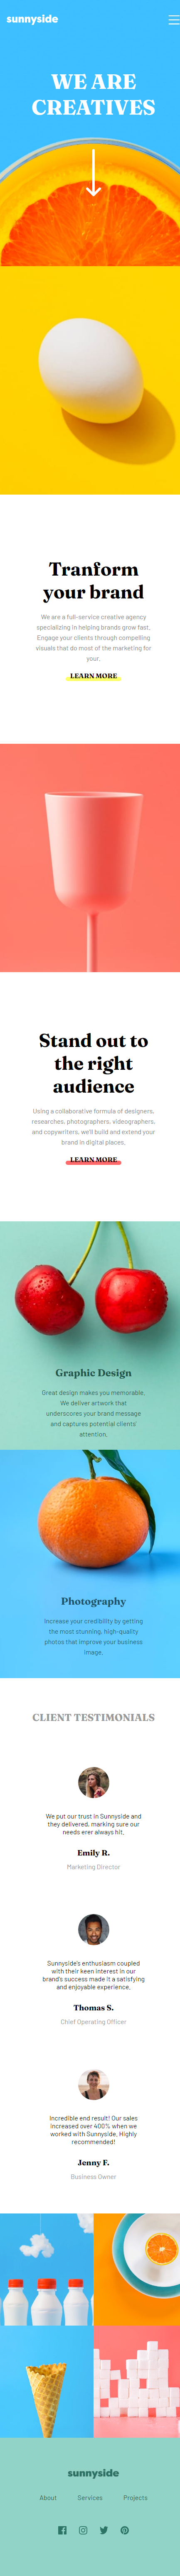 sunnyside
WE ARE
CREATIVES
Tranform
your brand
We are a full-service creative agency
specializing in helping brands grow fast.
Engage your clients through compelling
visuals that do most of the marketing for
your.
LEARN MORE
Stand out to
the right
audience
Using a collaborative formula of designers,
researches, photographers, videographers,
and copywriters, we'll build and extend your
brand in digital places.
LEARN MORE
Graphic Design
Great design makes you memorable.
We deliver artwork that
underscores your brand message
and captures potential clients'
attention.
Photography
Increase your credibility by getting
the most stunning, high-quality
photos that improve your business
image.
CLIENT TESTIMONIALS
We put our trust in Sunnyside and
they delivered, marking sure our
needs erer always hit.
Emily R.
Marketing Director
Sunnyside's enthusiasm coupled
with their keen interest in our
brand's success made it a satisfying
and enjoyable experience.
Thomas S.
Chief Operating Officer
Incredible end result! Our sales
increased over 400% when we
worked with Sunnyside. Highly
recommended!
Jenny F.
Business Owner
sunnyside
About Services Projects